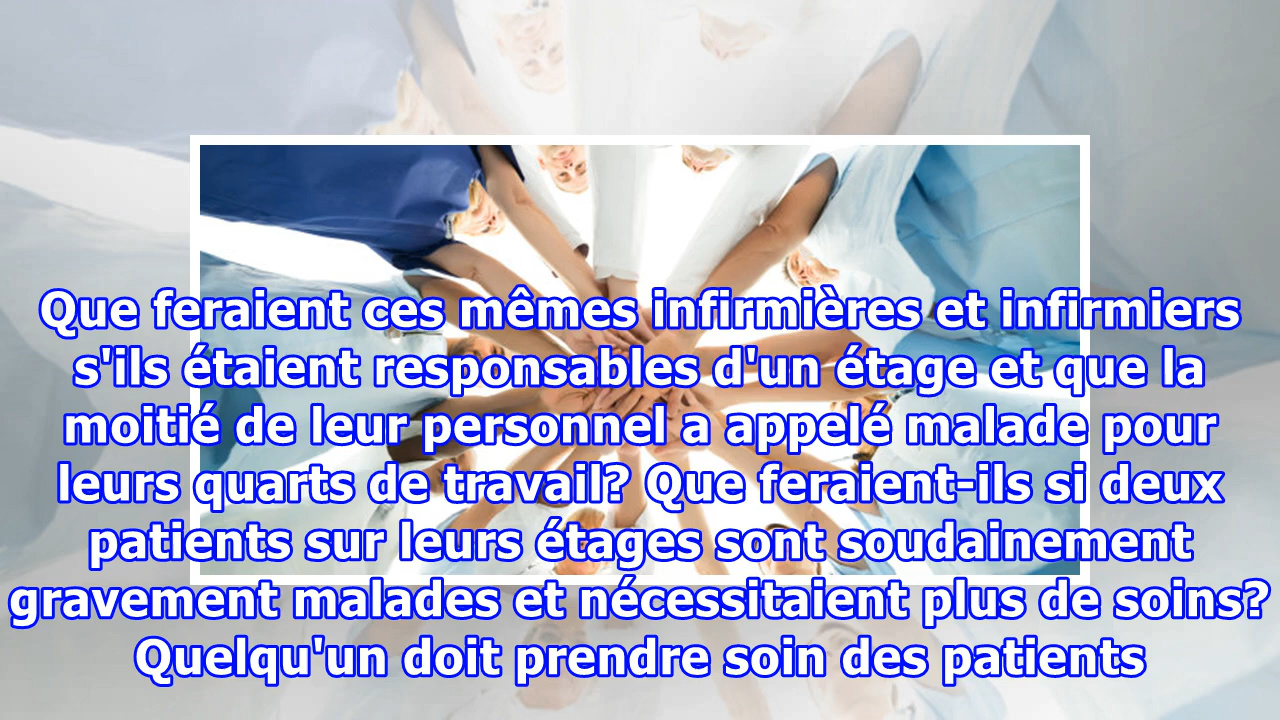 Que feraient ces mêmes infirmières et infirmiers
s'ils étaient responsables d'un étage et que la
moitié de leur personnel a appelé malade pour
leurs quarts de travail? Que feraient-ils si deux
patients sur leurs étages sont soudainement
gravement malades et nécessitaient plus de soins?
Quelqu'un doit prendre soin des patients